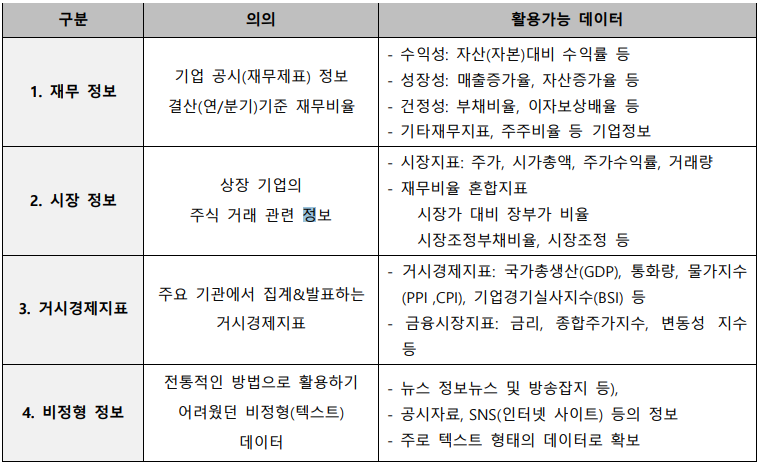 구분 의의 활용가능 데이터
1. 재무 정보
기업 공시(재무제표) 정보
결산(연/분기)기준 재무비율
- 수익성: 자산(자본)대비 수익률 등
- 성장성: 매출증가율, 자산증가율 등
- 건정성: 부채비율, 이자보상배율 등
- 기타재무지표, 주주비율 등 기업정보
2. 시장 정보
상장 기업의
주식 거래 관련 정보
- 시장지표: 주가, 시가총액, 주가수익률, 거래량
- 재무비율 혼합지표
시장가 대비 장부가 비율
시장조정부채비율, 시장조정 등
3. 거시경제지표
주요 기관에서 집계&발표하는
거시경제지표
- 거시경제지표: 국가총생산(GDP), 통화량, 물가지수
(PPI ,CPI), 기업경기실사지수(BSI) 등
- 금융시장지표: 금리, 종합주가지수, 변동성 지수
등
4. 비정형 정보
전통적인 방법으로 활용하기
어려웠던 비정형(텍스트)
데이터
- 뉴스 정보뉴스 및 방송잡지 등),
- 공시자료, SNS(인터넷 사이트) 등의 정보
- 주로 텍스트 형태의 데이터로 확보